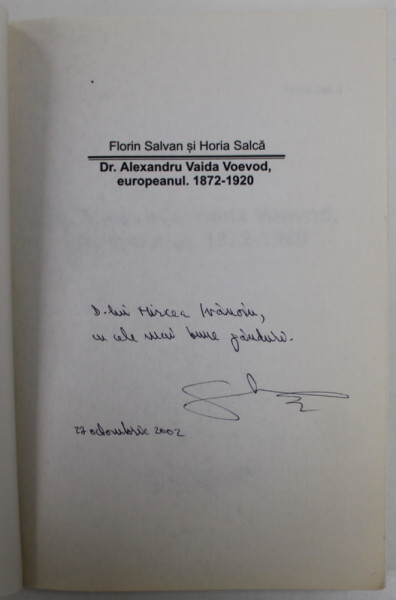 Florin Salvan și Horia Salcă
Dr. Alexandru Vaida Voevod,
europeanul. 1872-1920
D-lui Mircea Ivănoiu,
cu cele mai bune gânduri.
27 octombrie 2002